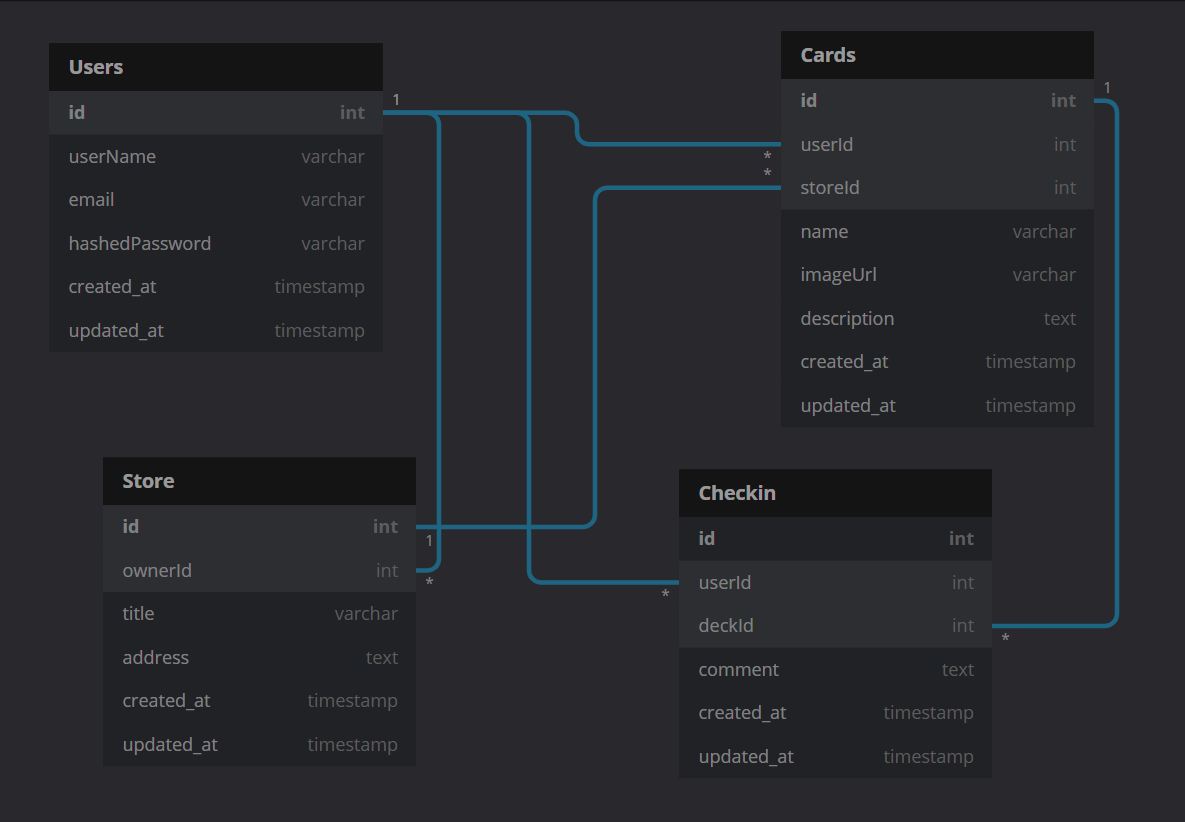 Users
id int
userName varchar
email varchar
hashedPassword varchar
created_at timestamp
updated_at timestamp
1
Cards
id int
userId int
storeId int
name varchar
imageUrl varchar
description text
created_at timestamp
updated_at timestamp
1
*
*
Store
id int
ownerId int
title varchar
address text
created_at timestamp
updated_at timestamp
1
*
Checkin
id int
userId int
deckId int
comment text
created_at timestamp
updated_at timestamp
*
*